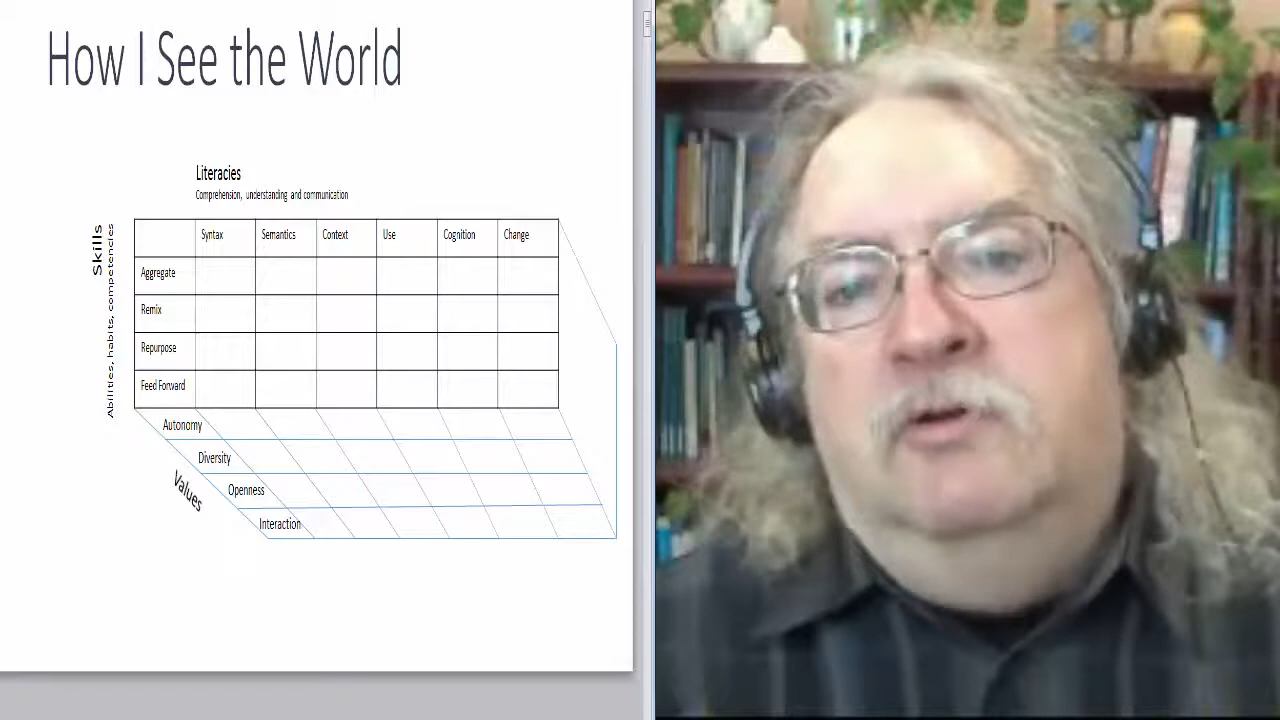 How I See the World
Literacies
Comprehension, understanding and communication
Skills
Abilities, habits, competencies
Syntax Semantics Context Use Cognition Change
Aggregate
Remix
Repurpose
Feed Forward
Autonomy
Diversity
Openness
Interaction
Values